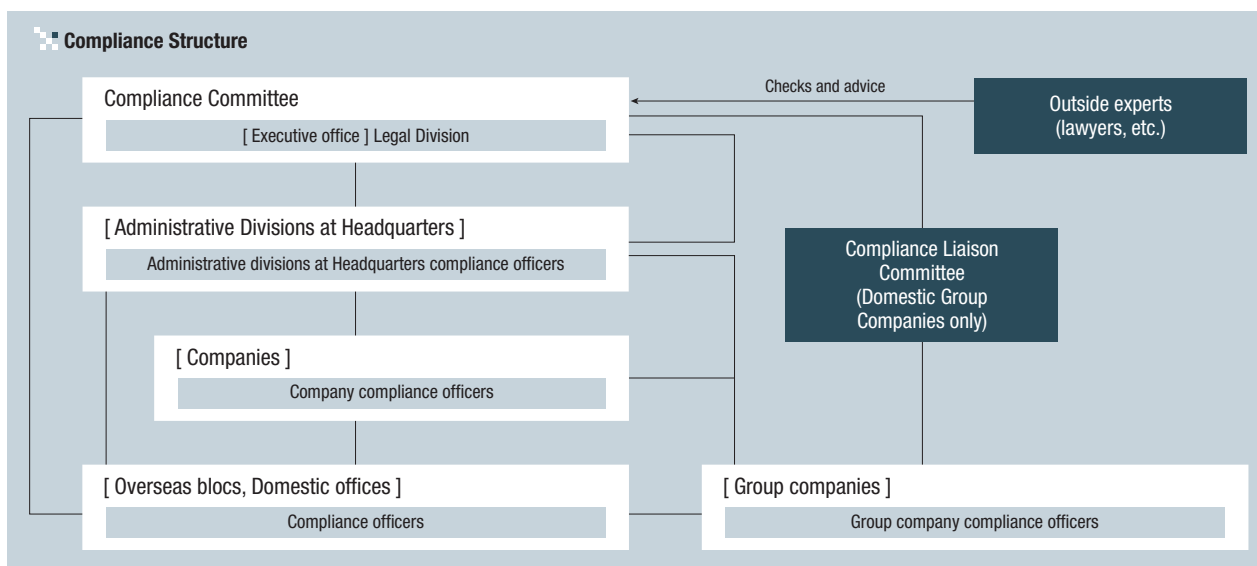 Compliance Structure
Compliance Committee
[ Executive office ] Legal Division
Checks and advice
Outside experts
(lawyers, etc.)
[ Administrative Divisions at Headquarters ]
Administrative divisions at Headquarters compliance officers
Compliance Liaison
Committee
(Domestic Group
Companies only)
[ Companies ]
Company compliance officers
[ Overseas blocs, Domestic offices ]
Compliance officers
[ Group companies ]
Group company compliance officers